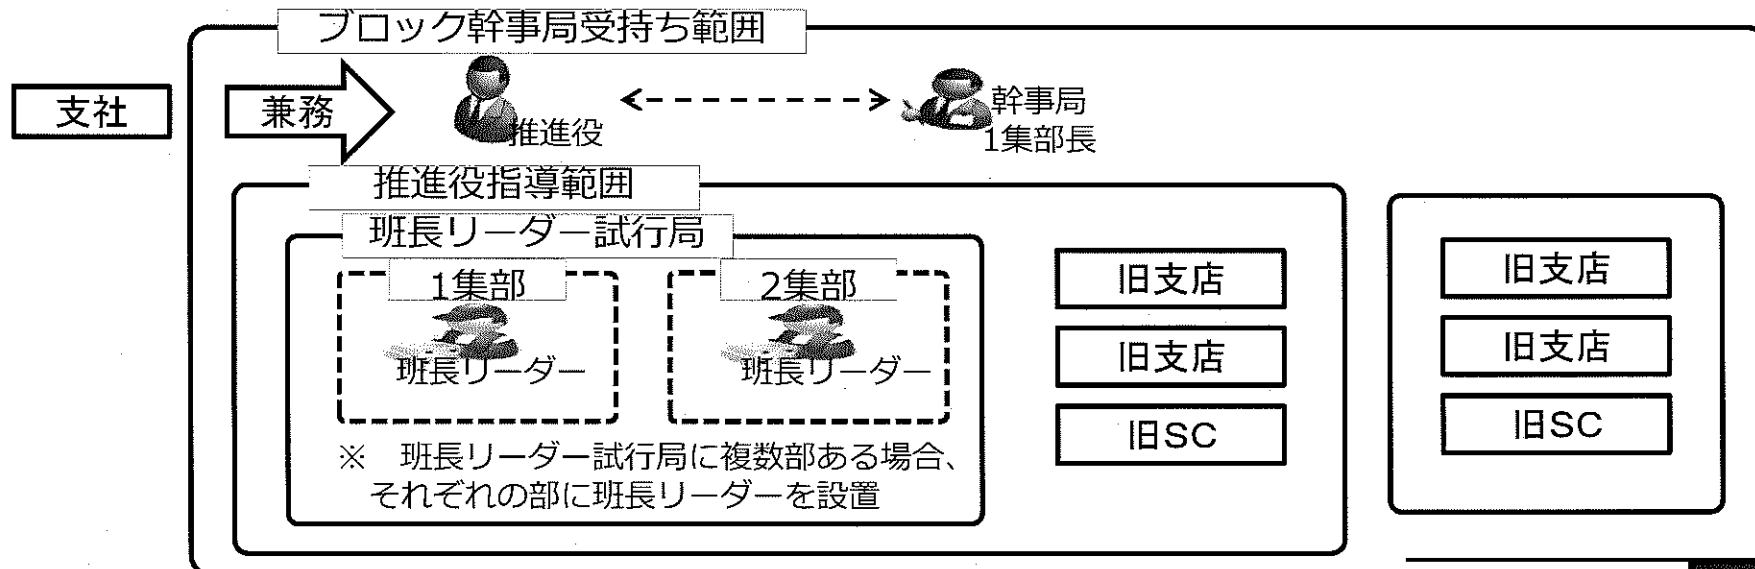 ブロック幹事局受持ち範囲
支社
兼務
推進役
幹事局
1集部長
推進役指導範囲
班長リーダー試行局
1集部
班長リーダー
2集部
班長リーダー
※ 班長リーダー試行局に複数部ある場合、
それぞれの部に班長リーダーを設置
旧支店
旧支店
旧SC
旧支店
旧支店
旧SC